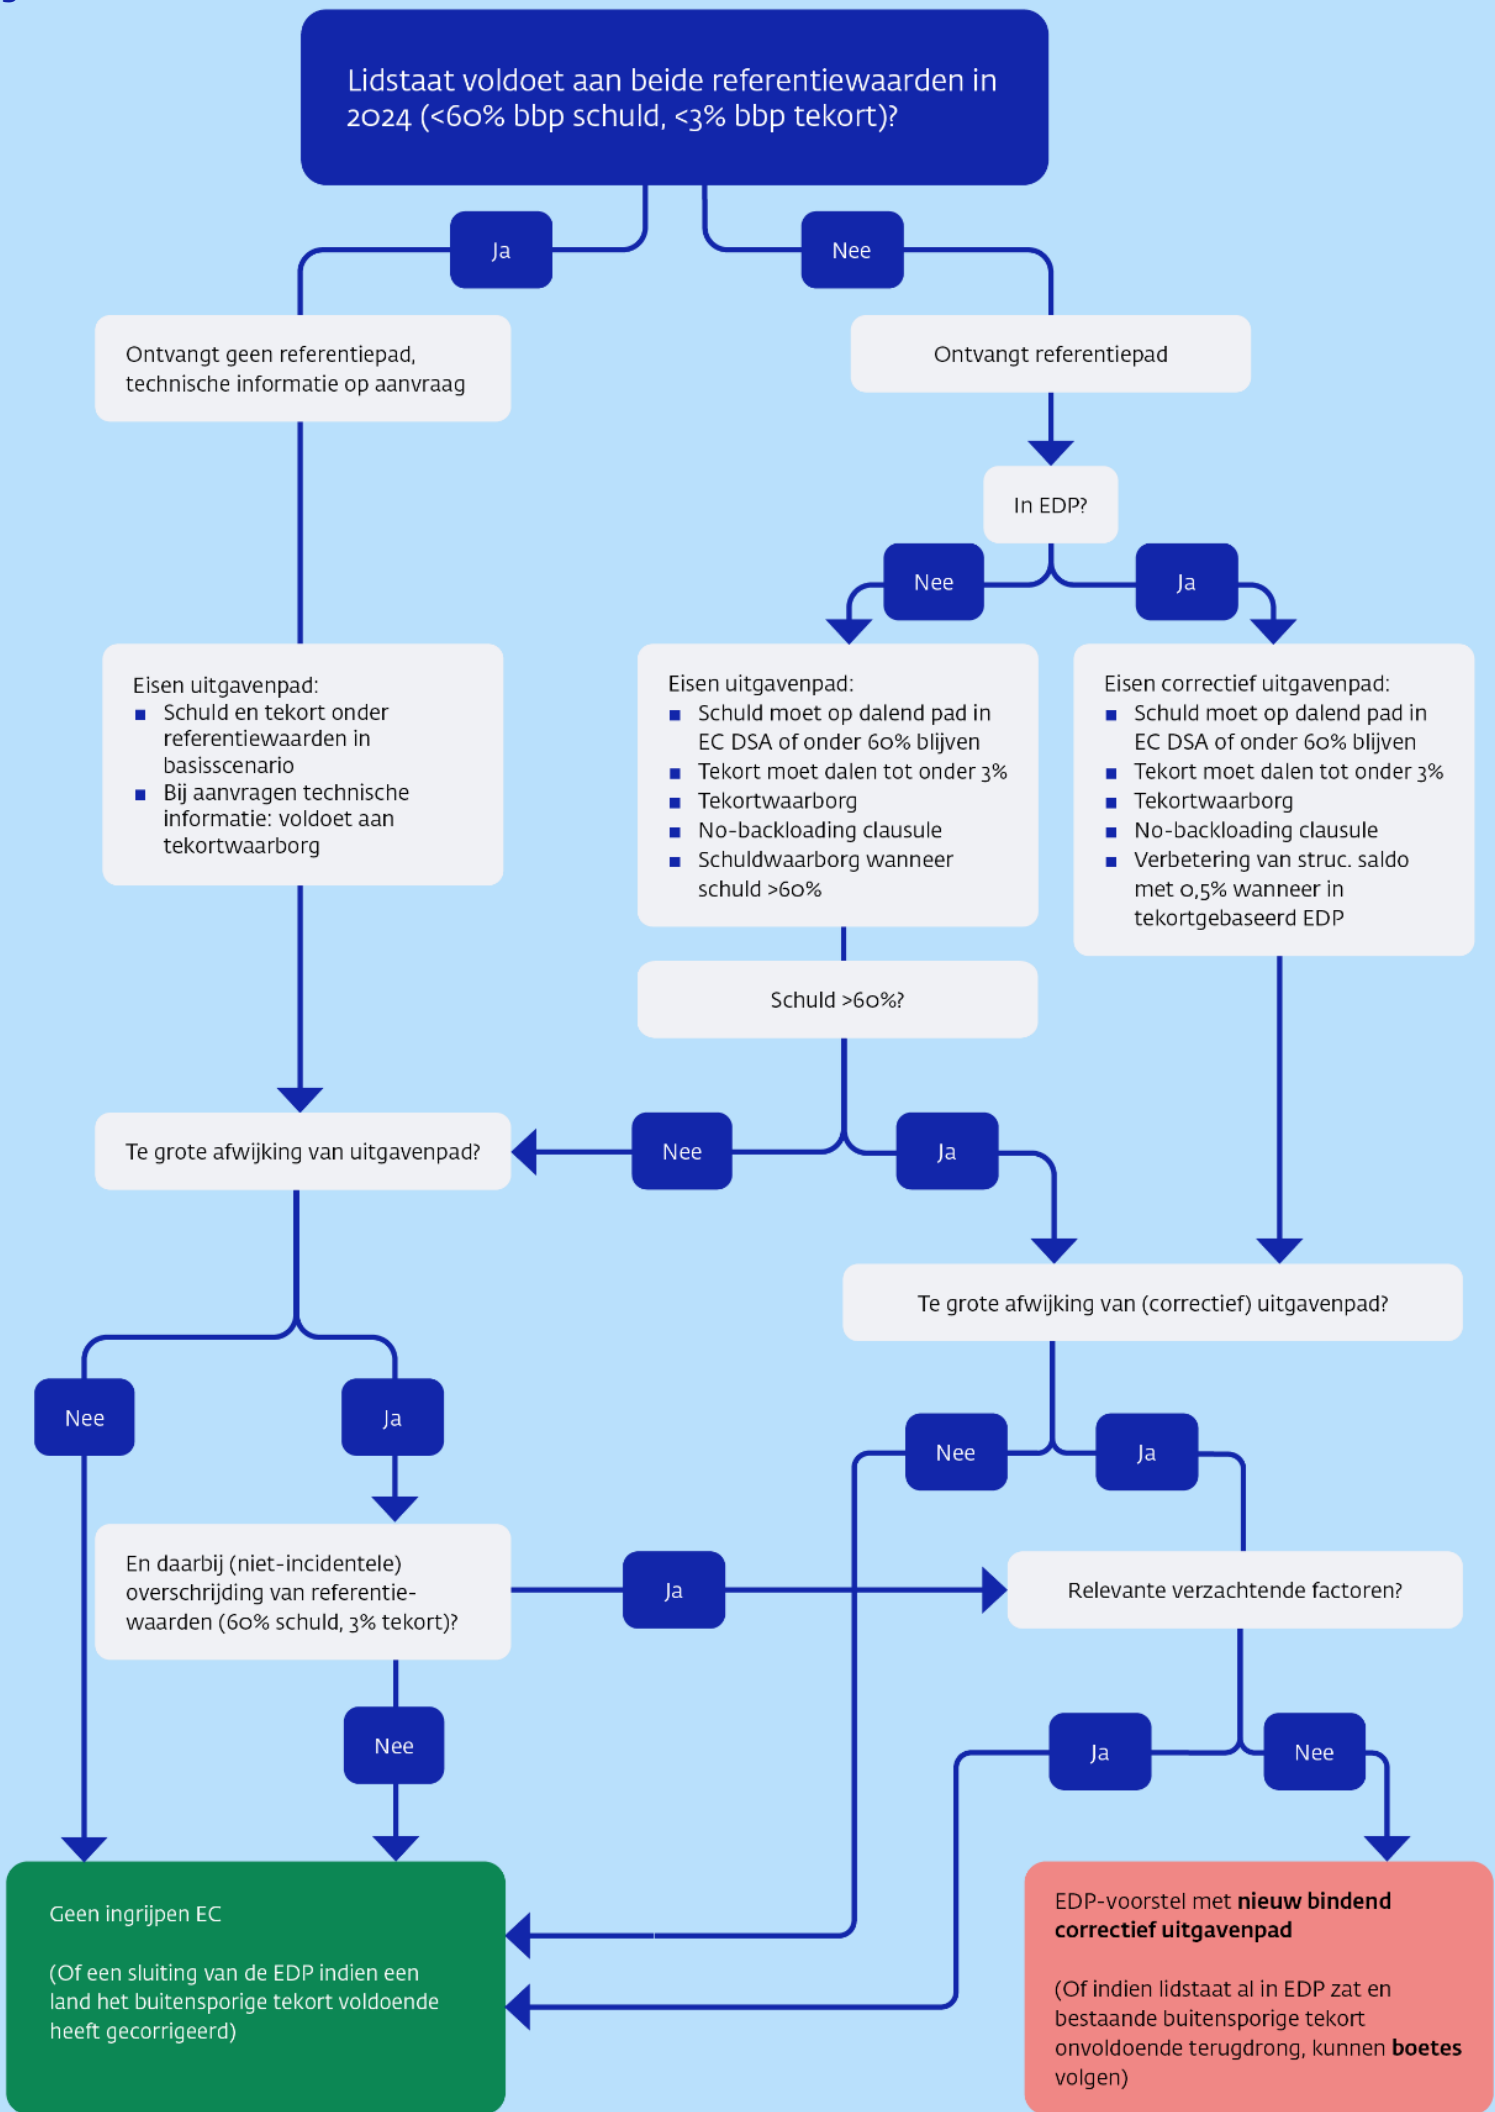 Lidstaat voldoet aan beide referentiewaarden in
2024 (<60% bbp schuld, <3% bbp tekort)?
Ja
Nee
Ontvangt geen referentiepad,
technische informatie op aanvraag
Ontvangt referentiepad
In EDP?
Nee
Ja
Eisen uitgavenpad:
■ Schuld en tekort onder
referentiewaarden in
basisscenario
■ Bij aanvragen technische
informatie: voldoet aan
tekortwaarborg
Eisen uitgavenpad:
■ Schuld moet op dalend pad in
EC DSA of onder 60% blijven
■ Tekort moet dalen tot onder 3%
■ Tekortwaarborg
■ No-backloading clausule
■ Schuldwaarborg wanneer
schuld >60%
Eisen correctief uitgavenpad:
■ Schuld moet op dalend pad in
EC DSA of onder 60% blijven
■ Tekort moet dalen tot onder 3%
■ Tekortwaarborg
■ No-backloading clausule
■ Verbetering van struc. saldo
met 0,5% wanneer in
tekortgebaseerd EDP
Schuld >60%?
Te grote afwijking van uitgavenpad?
Nee
Ja
Te grote afwijking van (correctief) uitgavenpad?
Nee
Ja
Nee
Ja
En daarbij (niet-incidentele)
overschrijding van referentie-
waarden (60% schuld, 3% tekort)?
Ja
Relevante verzachtende factoren?
Nee
Ja
Nee
Geen ingrijpen EC
(Of een sluiting van de EDP indien een
land het buitensporige tekort voldoende
heeft gecorrigeerd)
EDP-voorstel met nieuw bindend
correctief uitgavenpad
(Of indien lidstaat al in EDP zat en
bestaande buitensporige tekort
onvoldoende terugdrong, kunnen boetes
volgen)